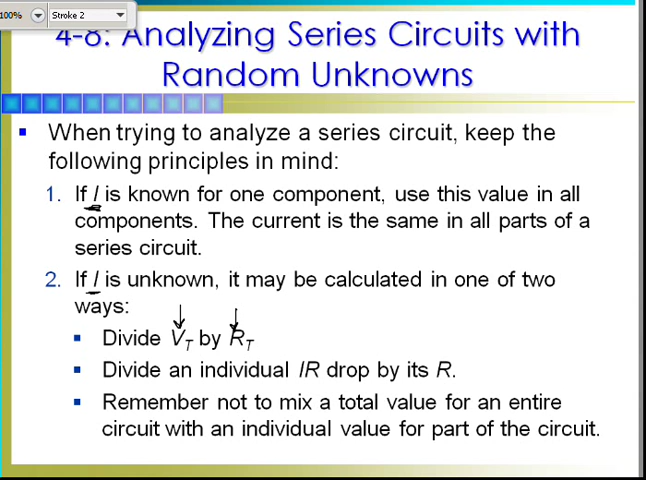 100% Stroke 2
4-8: Analyzing Series Circuits with
Random Unknowns
When trying to analyze a series circuit, keep the
following principles in mind:
1. If I is known for one component, use this value in all
components. The current is the same in all parts of a
series circuit.
2. If I is unknown, it may be calculated in one of two
ways:
Divide VT by RT
Divide an individual IR drop by its R.
Remember not to mix a total value for an entire
circuit with an individual value for part of the circuit.